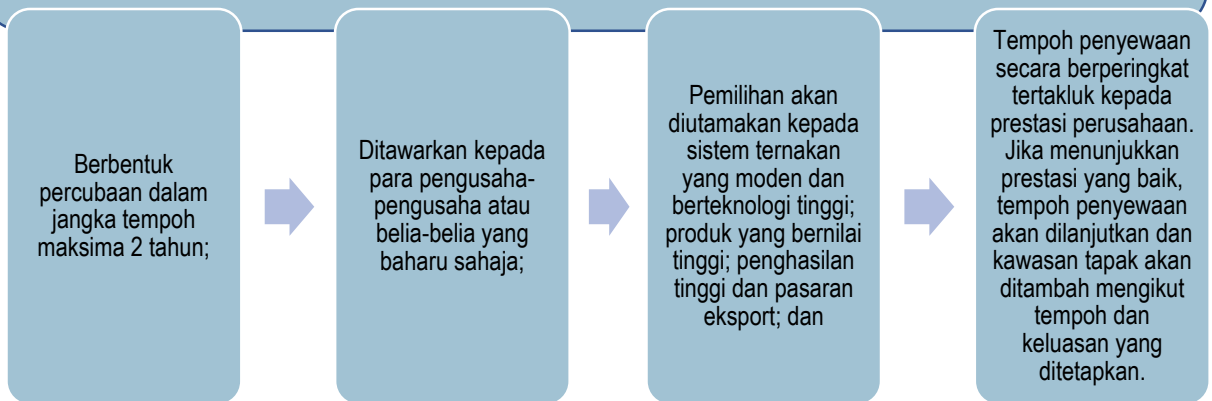 Berbentuk
percubaan dalam
jangka tempoh
maksima 2 tahun;
Ditawarkan kepada
para pengusaha-
pengusaha atau
belia-belia yang
baharu sahaja;
Pemilihan akan
diutamakan kepada
sistem ternakan
yang moden dan
berteknologi tinggi;
produk yang bernilai
tinggi; penghasilan
tinggi dan pasaran
eksport; dan
Tempoh penyewaan
secara berperingkat
tertakluk kepada
prestasi perusahaan.
Jika menunjukkan
prestasi yang baik,
tempoh penyewaan
akan dilanjutkan dan
kawasan tapak akan
ditambah mengikut
tempoh dan
keluasan yang
ditetapkan.